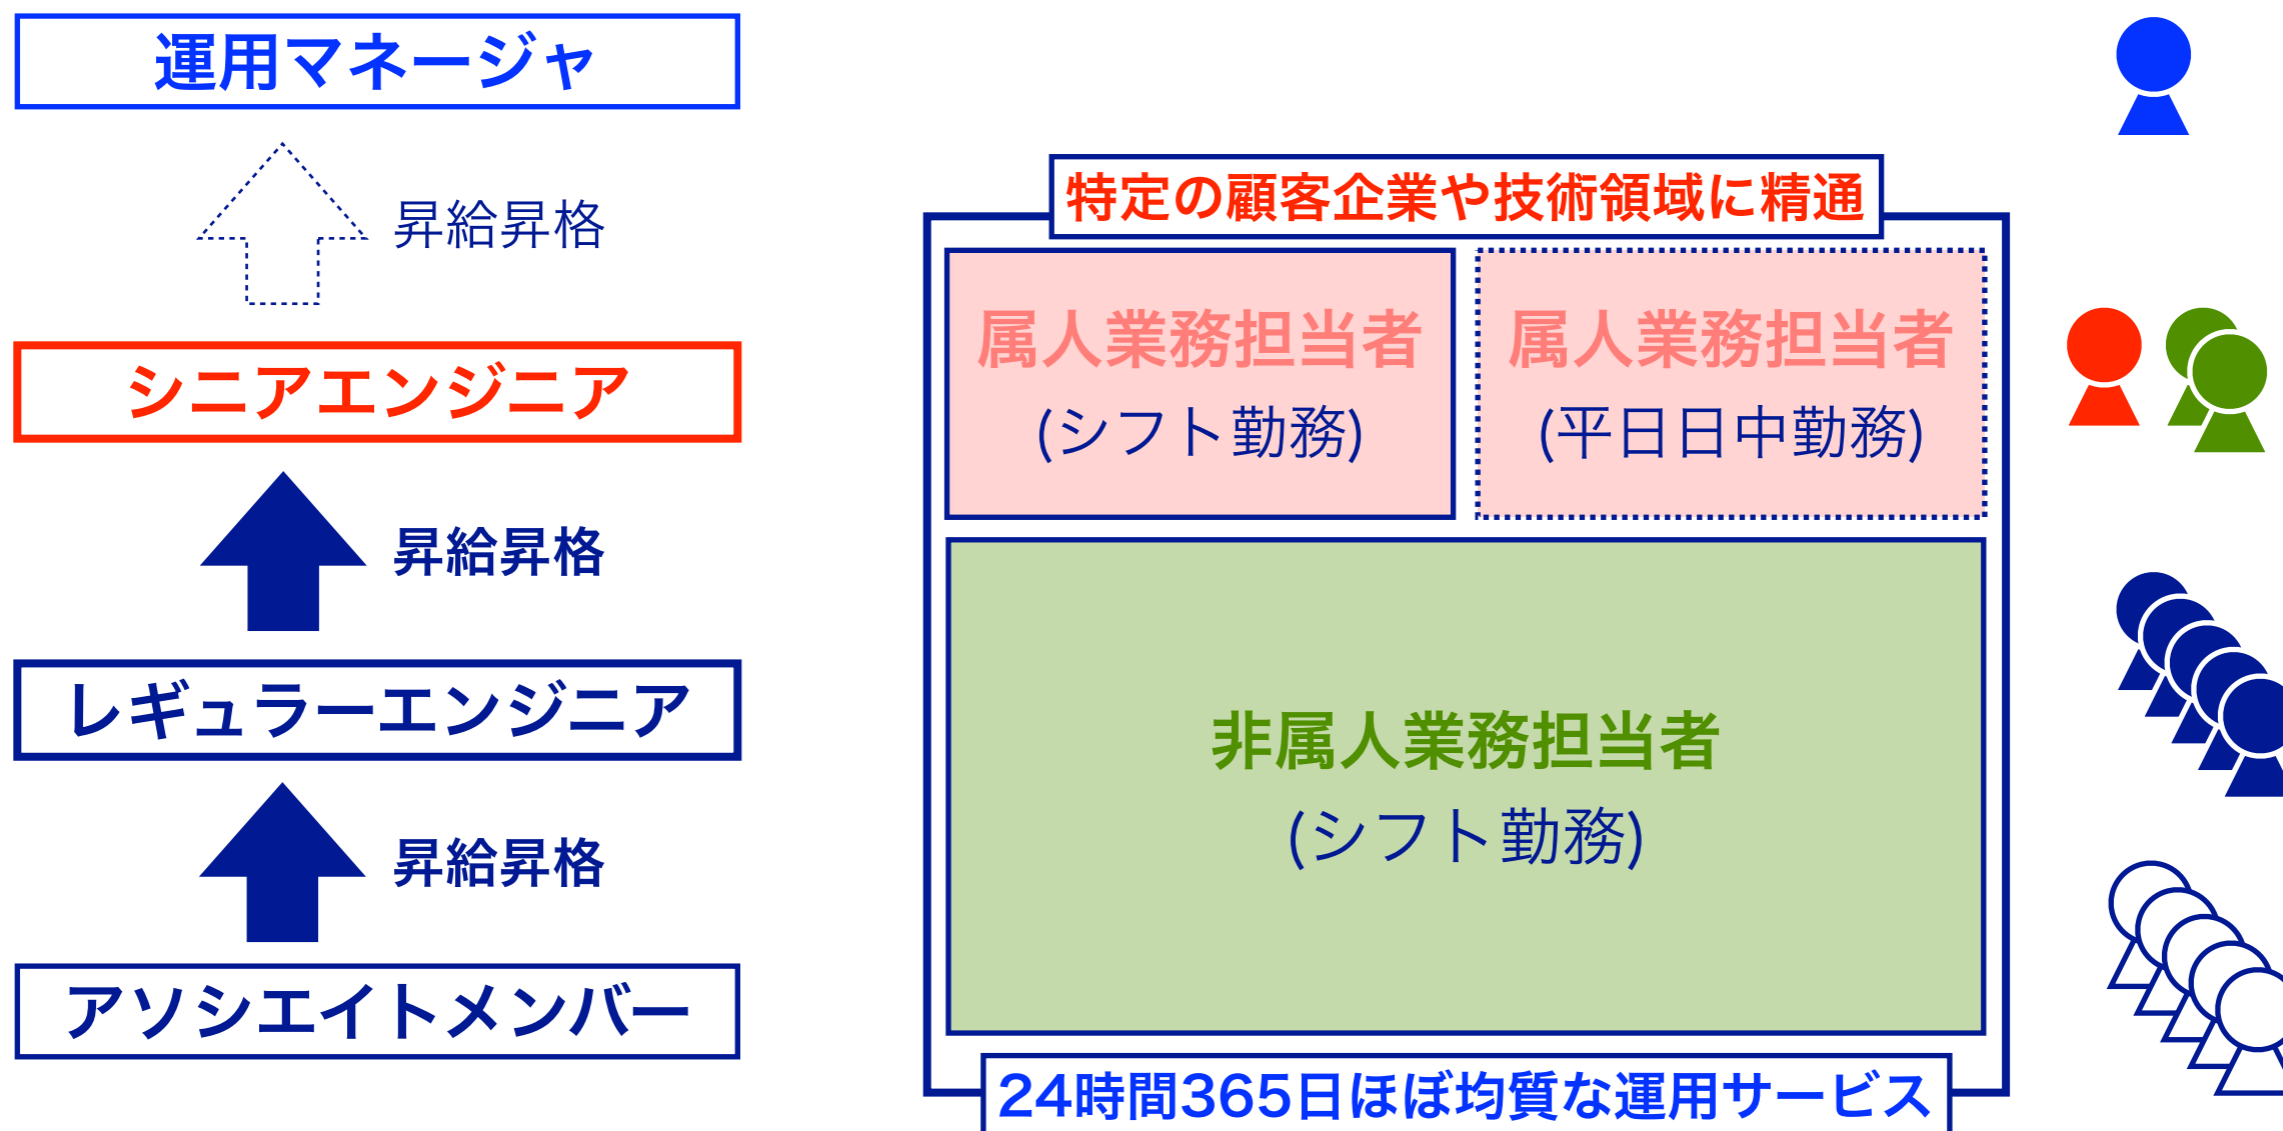 運用マネージャ
昇給昇格
シニアエンジニア
昇給昇格
レギュラーエンジニア
昇給昇格
アソシエイトメンバー
特定の顧客企業や技術領域に精通
属人業務担当者
(シフト勤務)
属人業務担当者
(平日日中勤務)
非属人業務担当者
(シフト勤務)
24時間365日ほぼ均質な運用サービス